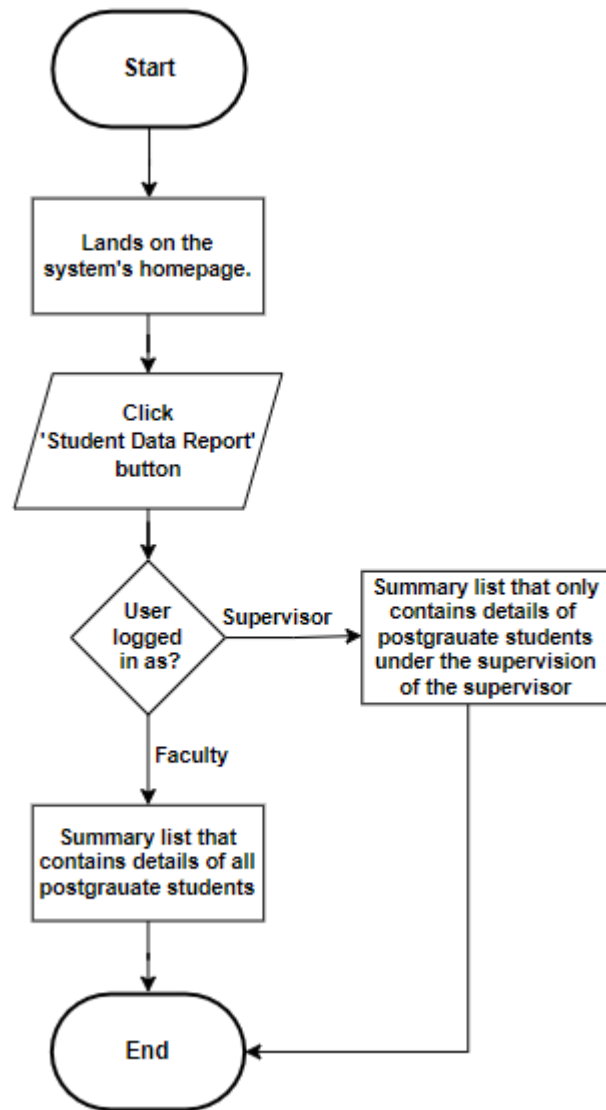 Start
Lands on the
system's homepage.
Click
'Student Data Report'
button
User
logged
in as?
Supervisor
Summary list that only
contains details of
postgrauate students
under the supervision
of the supervisor
Faculty
Summary list that
contains details of all
postgrauate students
End